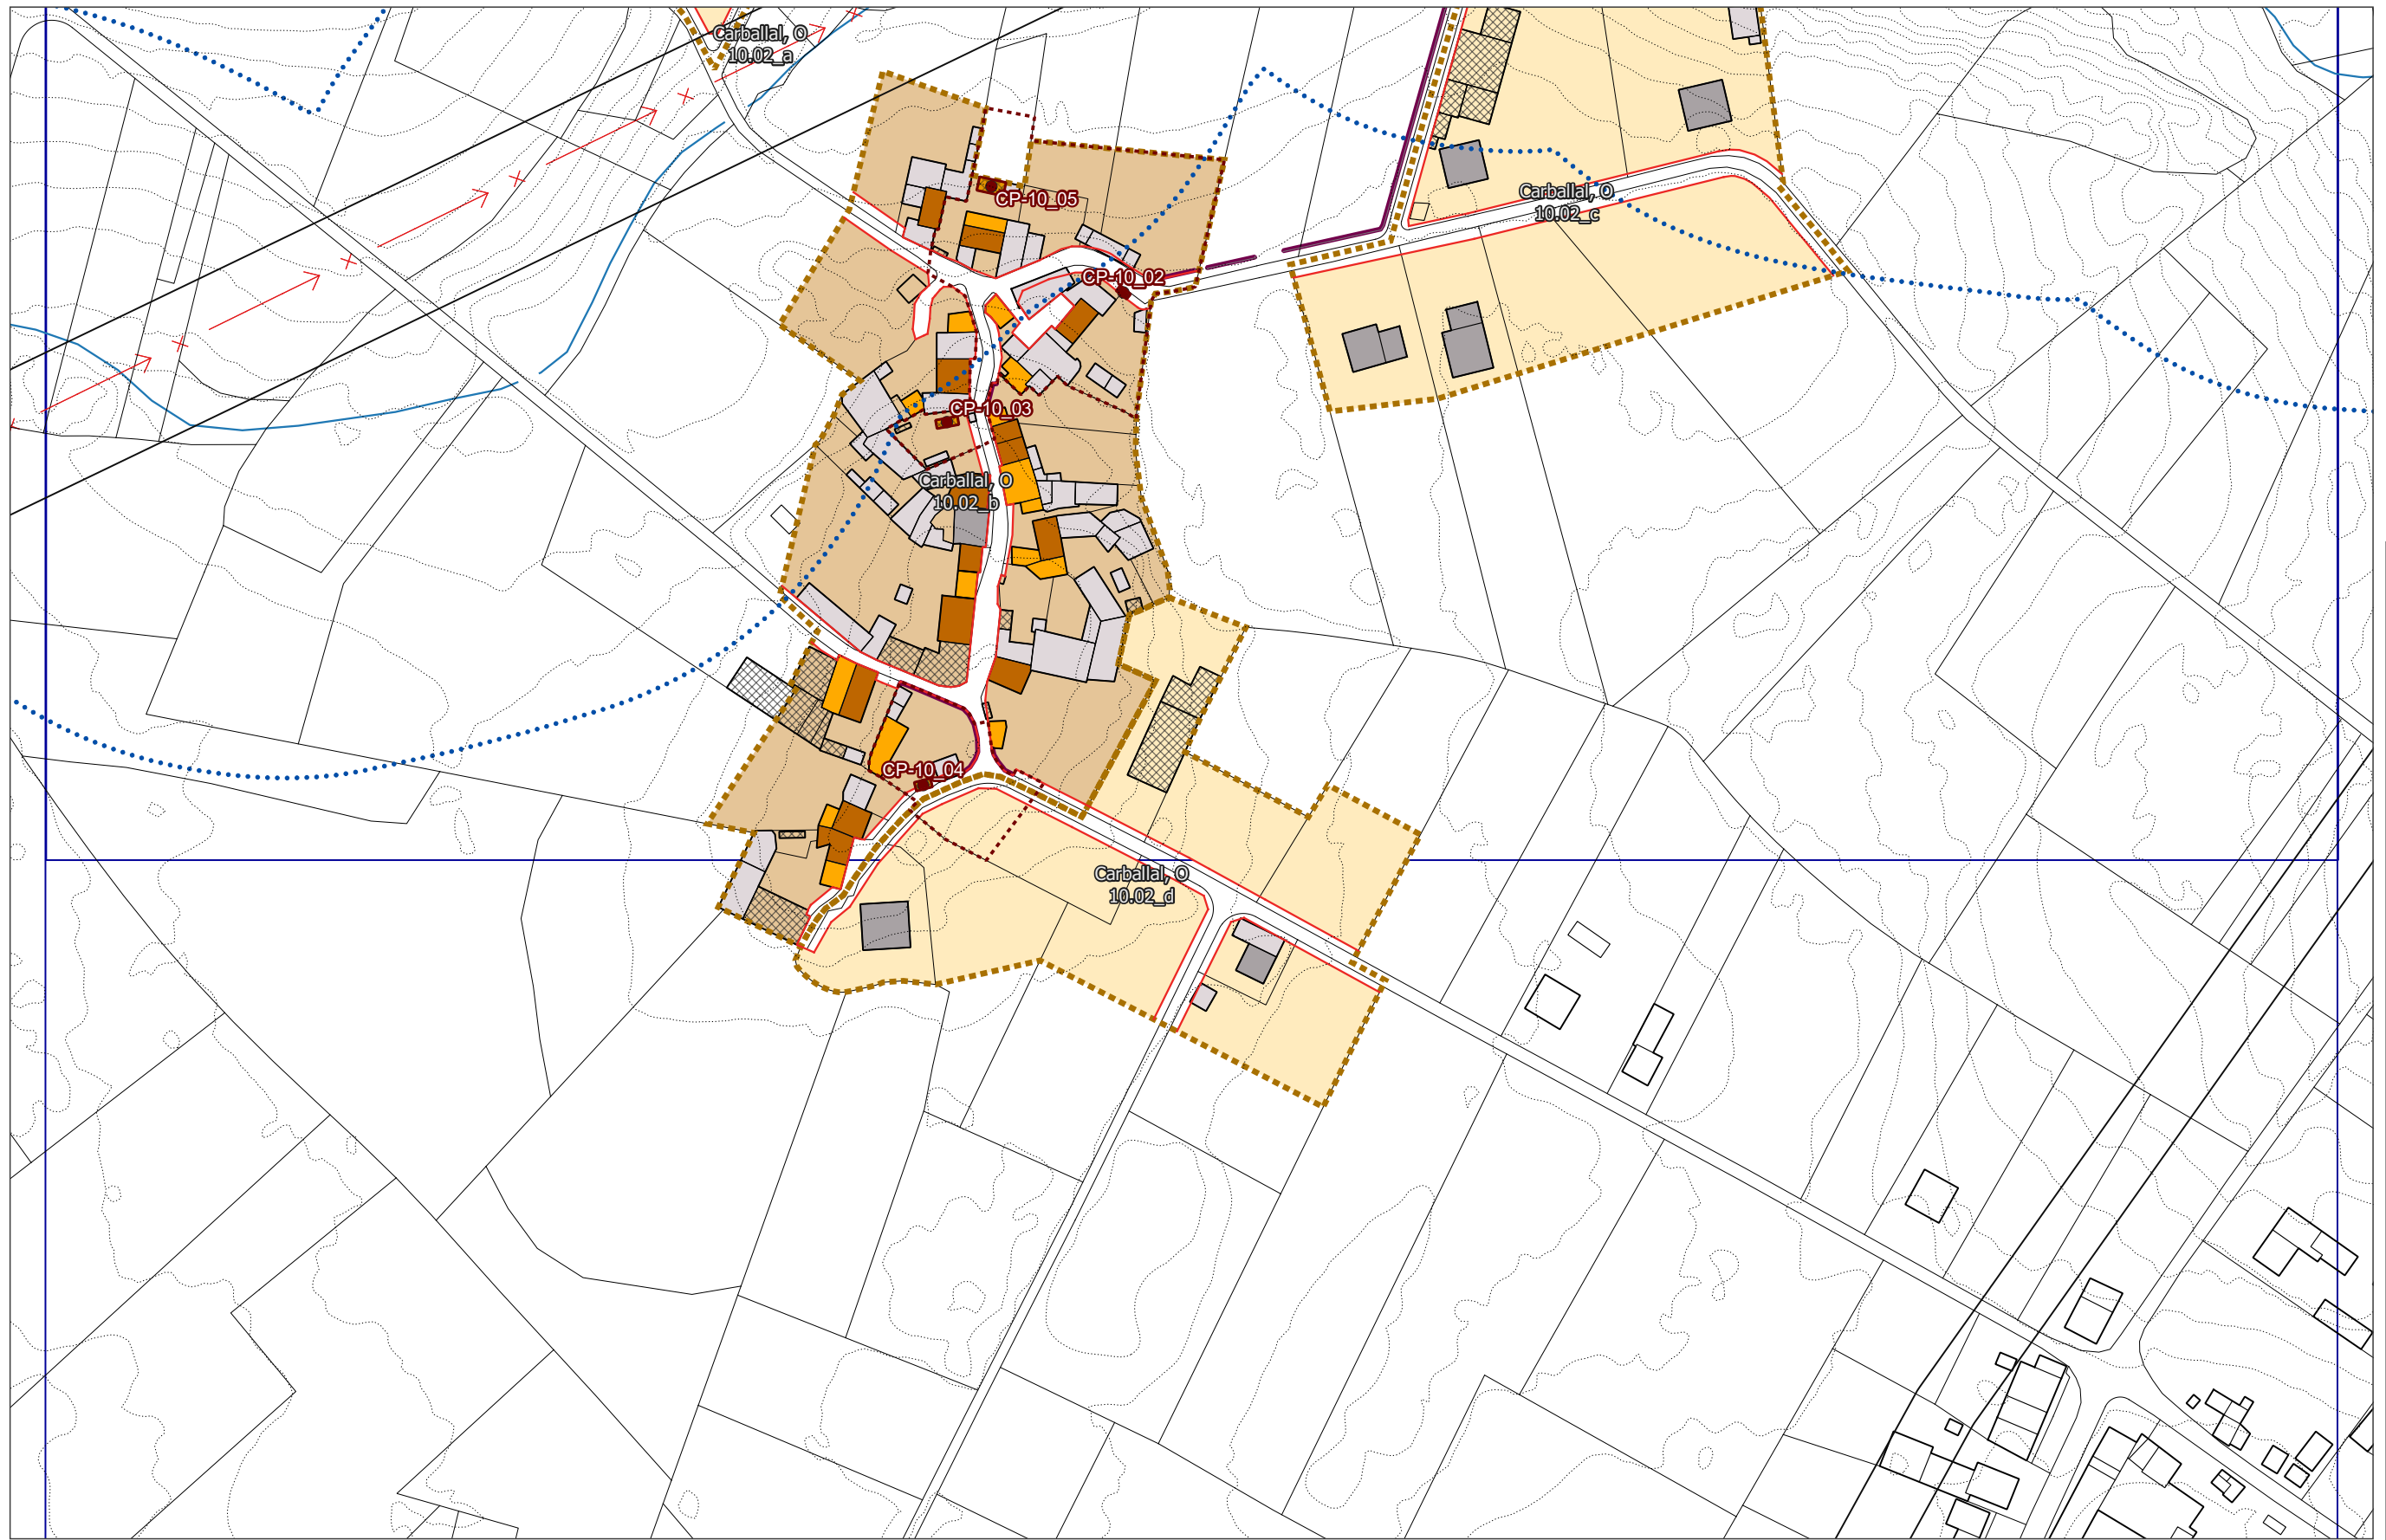 Carballal, O
10.02_a
CP-10_05
Carballal, O
10.02_c
CP-10_02
CP-10_03
Carballal, O
10.02_b
CP-10_04
Carballal, O
10.02_d